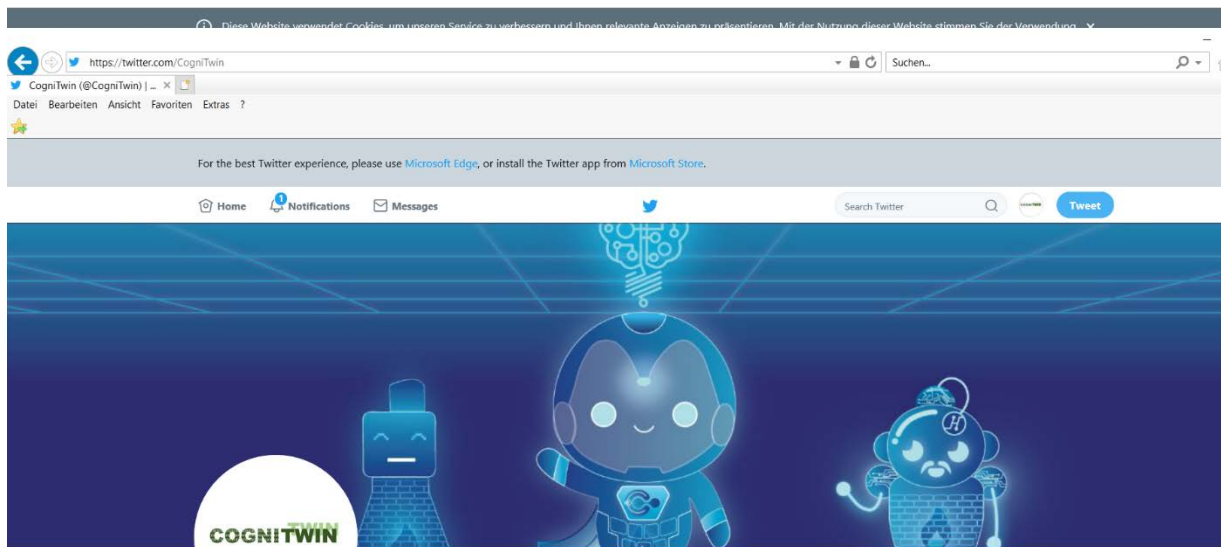 Diese Website verwendet Cookies, um unseren Service zu verbessern und Ihnen relevante Anzeigen zu präsentieren. Mit der Nutzung dieser Website stimmen Sie der Verwendung
https://twitter.com/CogniTwin
Suchen...
CogniTwin (@CogniTwin) | ...
Datei Bearbeiten Ansicht Favoriten Extras ?
For the best Twitter experience, please use Microsoft Edge, or install the Twitter app from Microsoft Store.
Home 1 Notifications Messages Search Twitter Tweet
H
COGNITWIN